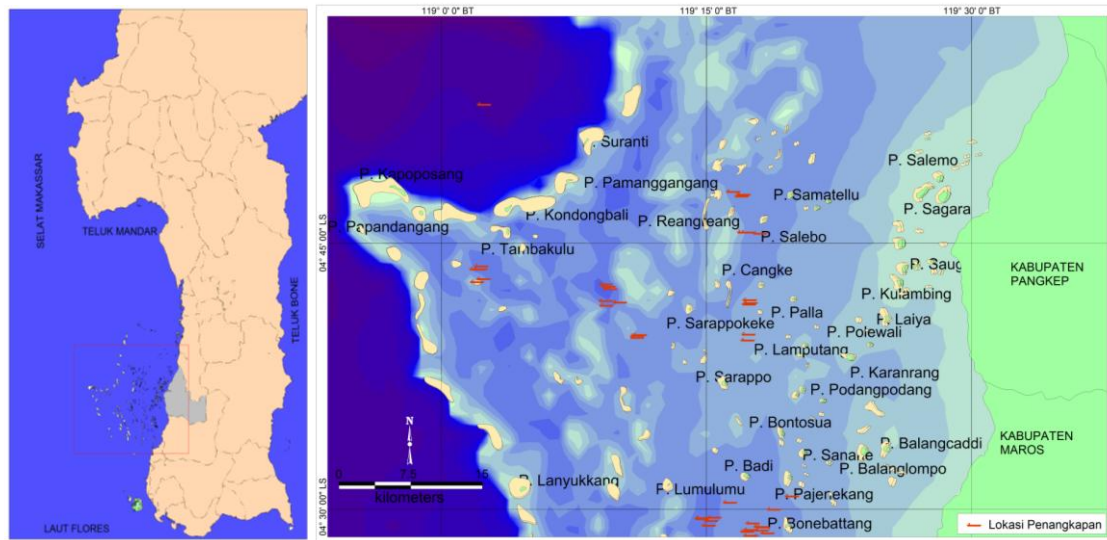 SELAT MAKASSAR
TELUK MANDAR
TELUK BONE
LAUT FLORES
119° 0' 0" BT
119° 15' 0" BT
119° 30' 0" BT
P. Suranti
P. Salemo
P. Kapoposang
P. Pamanggangang
P. Samatellu
P. Kondongbali
P. Reangreang
P. Sagara
P. Papandangang
P. Salebo
04° 45' 00" LS
P. Tambakulu
P. Cangke
P. Saug
KABUPATEN
PANGKEP
P. Kulambing
P. Sarappokeke
P. Palla
P. Laiya
P. Polewali
P. Lamputang
P. Sarappo
P. Karanrang
P. Podangpodang
N
P. Bontosua
P. Balangcaddi
KABUPATEN
MAROS
P. Sanane
P. Badi
P. Balanglompo
0 7.5 15
kilometers
P. Lanyukkang
P. Lumulumu
P. Pajenekang
04° 30' 00" LS
P. Bonebattang
Lokasi Penangkapan